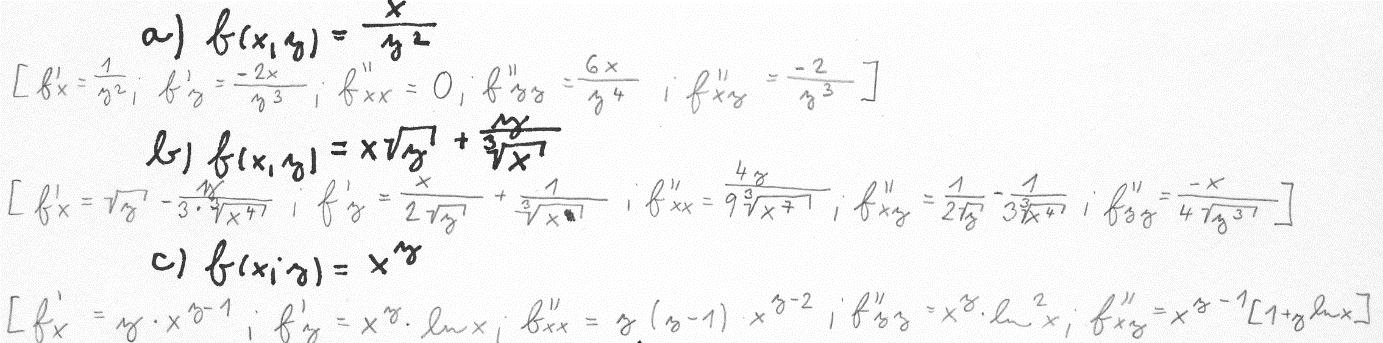 a) f(x,y) = x/y²
[f'x = 1/y²; f'y = -2x/y³; f''xx = 0; f''yy = 6x/y⁴; f''xy = -2/y³]
b) f(x,y) = x√y + y/∛x
[f'x = √y - y/(3·∛x⁴); f'y = x/(2√y) + 1/∛x; f''xx = 4y/(9∛x⁷); f''xy = 1/(2√y) - 1/(3∛x⁴); f''yy = -x/(4√y³)]
c) f(x;y) = x^y
[f'x = y·x^(y-1); f'y = x^y·ln x; f''xx = y(y-1)·x^(y-2); f''yy = x^y·ln²x; f''xy = x^(y-1)[1+y ln x]]